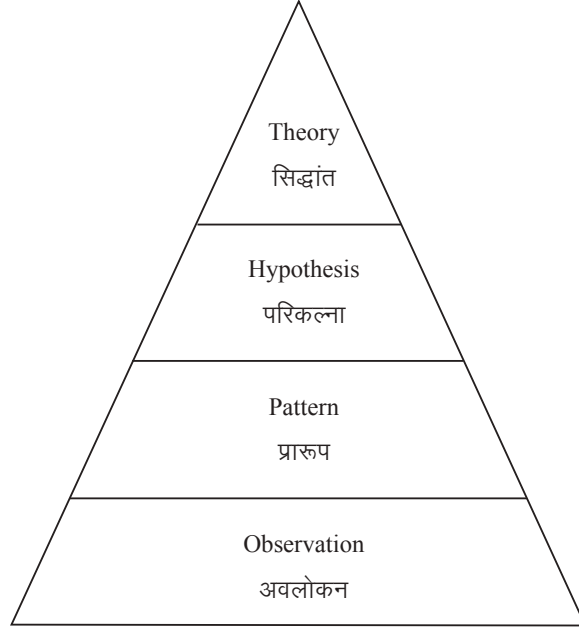 Theory
सिद्धांत
Hypothesis
परिकल्ना
Pattern
प्रारूप
Observation
अवलोकन